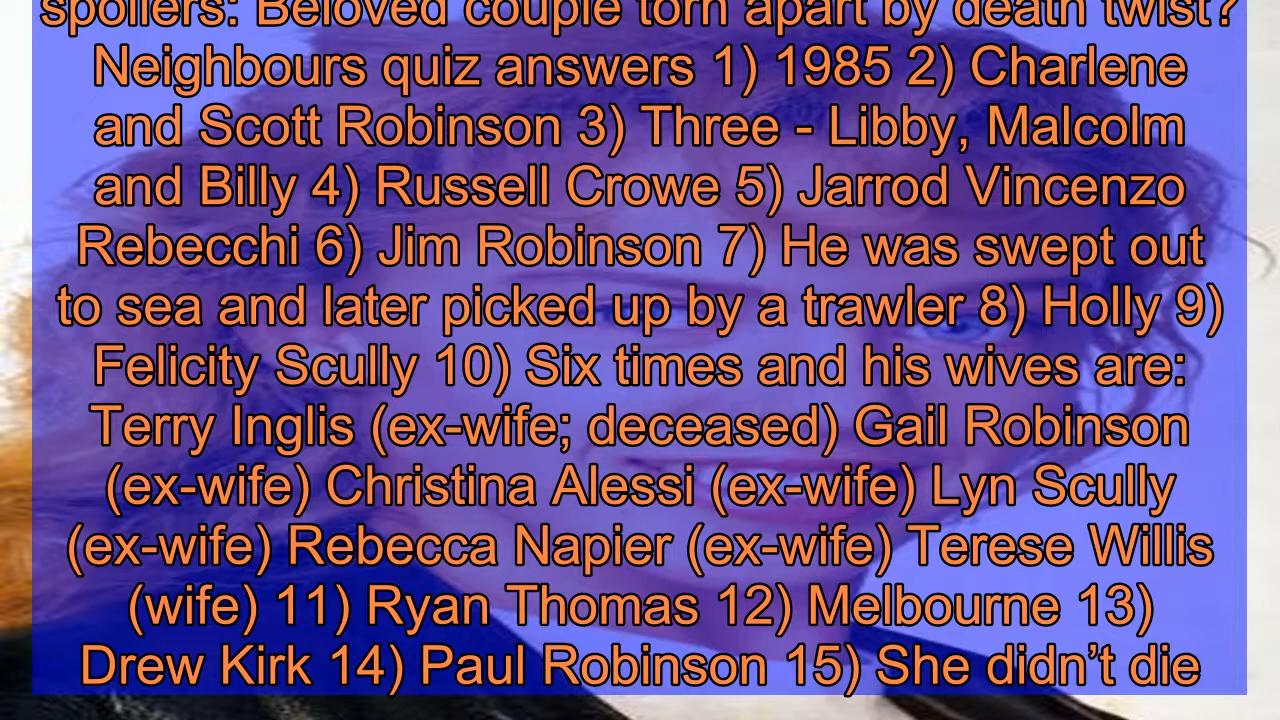 spoilers: Beloved couple torn apart by death twist?
Neighbours quiz answers 1) 1985 2) Charlene
and Scott Robinson 3) Three - Libby, Malcolm
and Billy 4) Russell Crowe 5) Jarrod Vincenzo
Rebecchi 6) Jim Robinson 7) He was swept out
to sea and later picked up by a trawler 8) Holly 9)
Felicity Scully 10) Six times and his wives are:
Terry Inglis (ex-wife; deceased) Gail Robinson
(ex-wife) Christina Alessi (ex-wife) Lyn Scully
(ex-wife) Rebecca Napier (ex-wife) Terese Willis
(wife) 11) Ryan Thomas 12) Melbourne 13)
Drew Kirk 14) Paul Robinson 15) She didn’t die